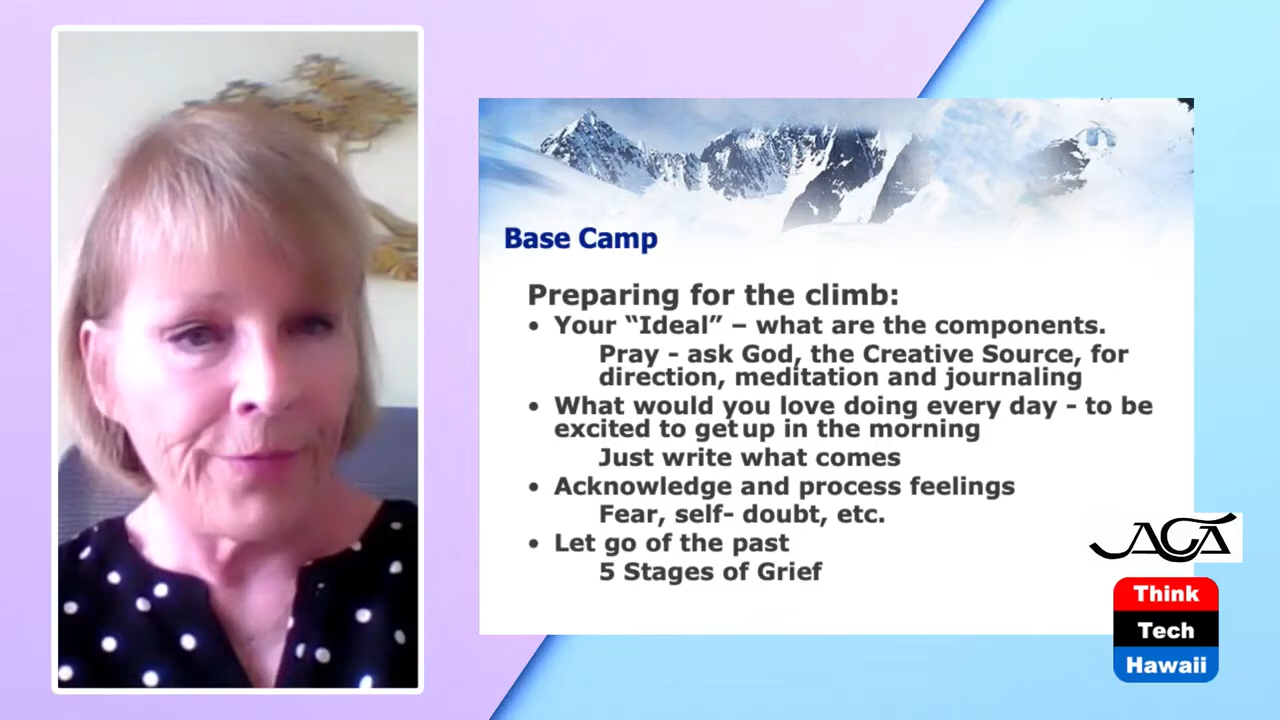 Base Camp
Preparing for the climb:
• Your “Ideal” – what are the components.
Pray - ask God, the Creative Source, for
direction, meditation and journaling
• What would you love doing every day - to be
excited to get up in the morning
Just write what comes
• Acknowledge and process feelings
Fear, self- doubt, etc.
• Let go of the past
5 Stages of Grief
JAGA
Think
Tech
Hawaii